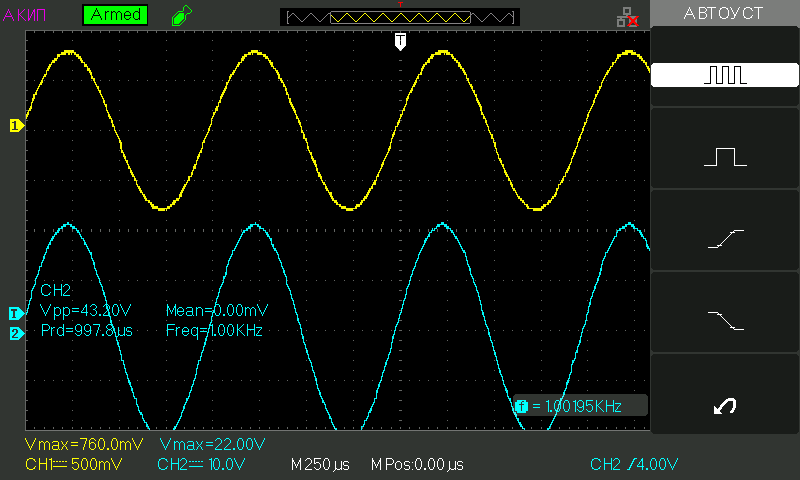 АКИП Armed T АВТОУСТ
T
1
CH2
Vpp=43.20V Mean=0.00mV
T
Prd=997.8µs Freq=1.00KHz
2
f = 1.00195KHz
Vmax=760.0mV Vmax=22.00V
CH1 500mV CH2 10.0V M 250µs M Pos:0.00µs CH2 4.00V